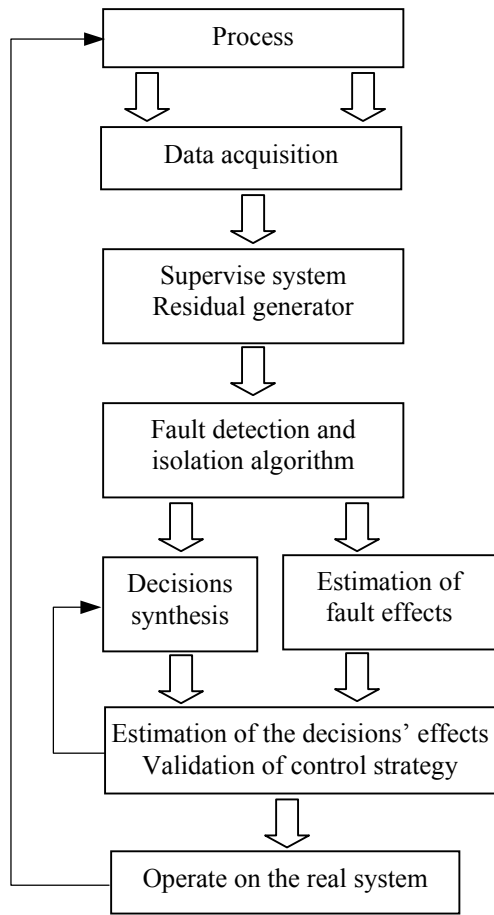 Process
Data acquisition
Supervise system
Residual generator
Fault detection and
isolation algorithm
Decisions
synthesis
Estimation of
fault effects
Estimation of the decisions’ effects
Validation of control strategy
Operate on the real system